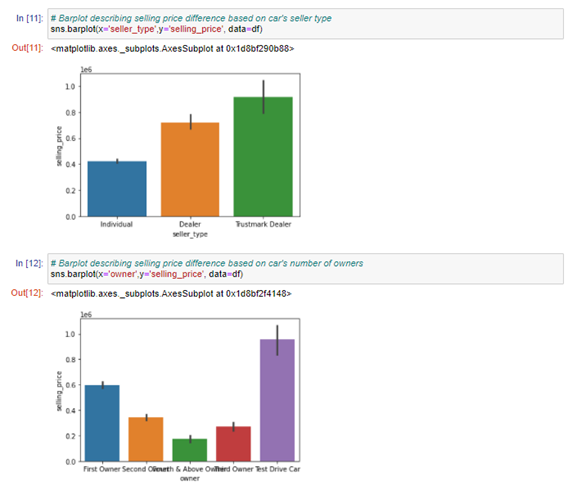 In [11]:
# Barplot describing selling price difference based on car's seller type
sns.barplot(x='seller_type',y='selling_price', data=df)
Out[11]: <matplotlib.axes._subplots.AxesSubplot at 0x1d8bf290b88>
1e6
1.0
0.8
0.6
0.4
0.2
0.0
selling_price
Individual Dealer Trustmark Dealer
seller_type
In [12]:
# Barplot describing selling price difference based on car's number of owners
sns.barplot(x='owner',y='selling_price', data=df)
Out[12]: <matplotlib.axes._subplots.AxesSubplot at 0x1d8bf2f4148>
1e6
1.0
0.8
0.6
0.4
0.2
0.0
selling_price
First Owner Second Owner Fourth & Above Owner Third Owner Test Drive Car
owner